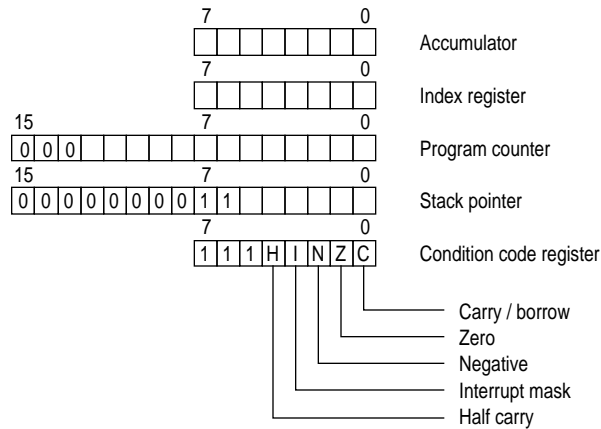 7 0
Accumulator
7 0
Index register
15 7 0
0 0 0 Program counter
15 7 0
0 0 0 0 0 0 0 0 1 1 Stack pointer
7 0
1 1 1 H I N Z C Condition code register
Carry / borrow
Zero
Negative
Interrupt mask
Half carry